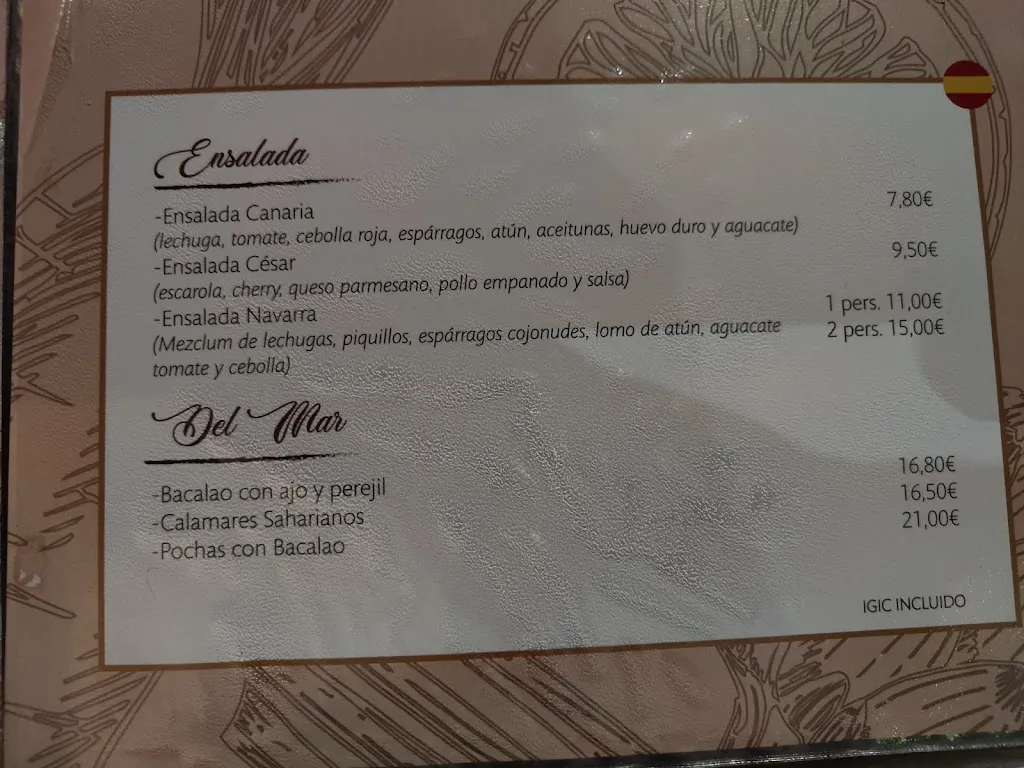 Ensalada
-Ensalada Canaria 7,80€
(lechuga, tomate, cebolla roja, espárragos, atún, aceitunas, huevo duro y aguacate)
-Ensalada César 9,50€
(escarola, cherry, queso parmesano, pollo empanado y salsa)
-Ensalada Navarra 1 pers. 11,00€
(Mezclum de lechugas, piquillos, espárragos cojonudes, lomo de atún, aguacate 2 pers. 15,00€
tomate y cebolla)
Del Mar
-Bacalao con ajo y perejil 16,80€
-Calamares Saharianos 16,50€
-Pochas con Bacalao 21,00€
IGIC INCLUIDO